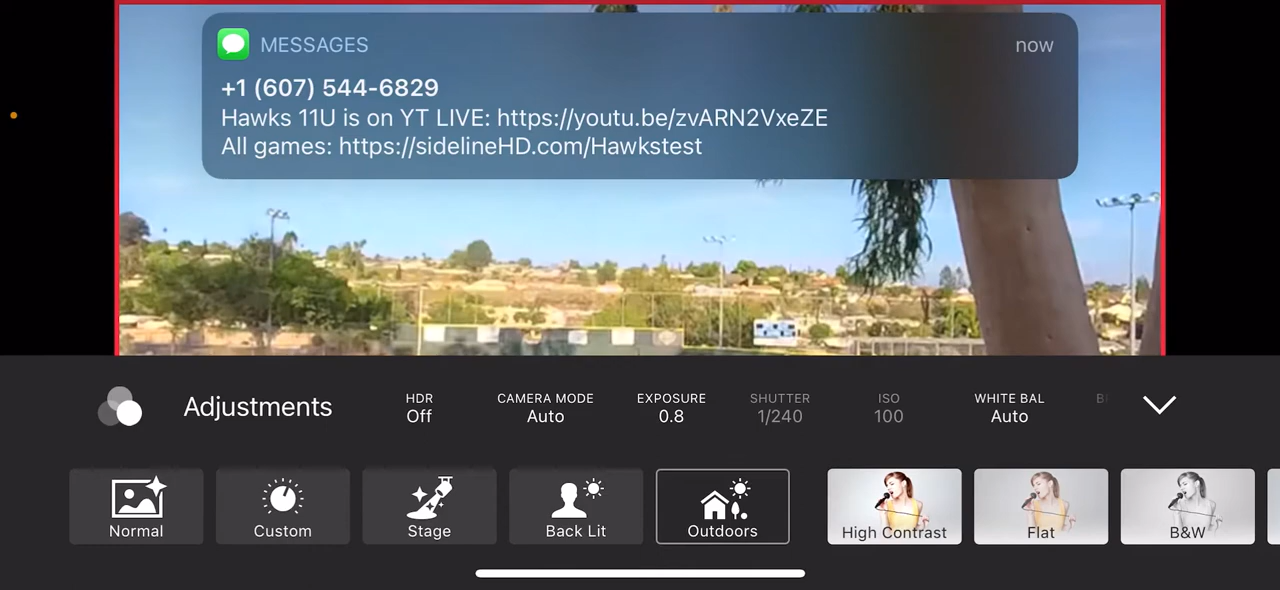 MESSAGES
now
+1 (607) 544-6829
Hawks 11U is on YT LIVE: https://youtu.be/zvARN2VxeZE
All games: https://sidelineHD.com/Hawkstest
Adjustments
HDR
Off
CAMERA MODE
Auto
EXPOSURE
0.8
SHUTTER
1/240
ISO
100
WHITE BAL
Auto
Normal
Custom
Stage
Back Lit
Outdoors
High Contrast
Flat
B&W